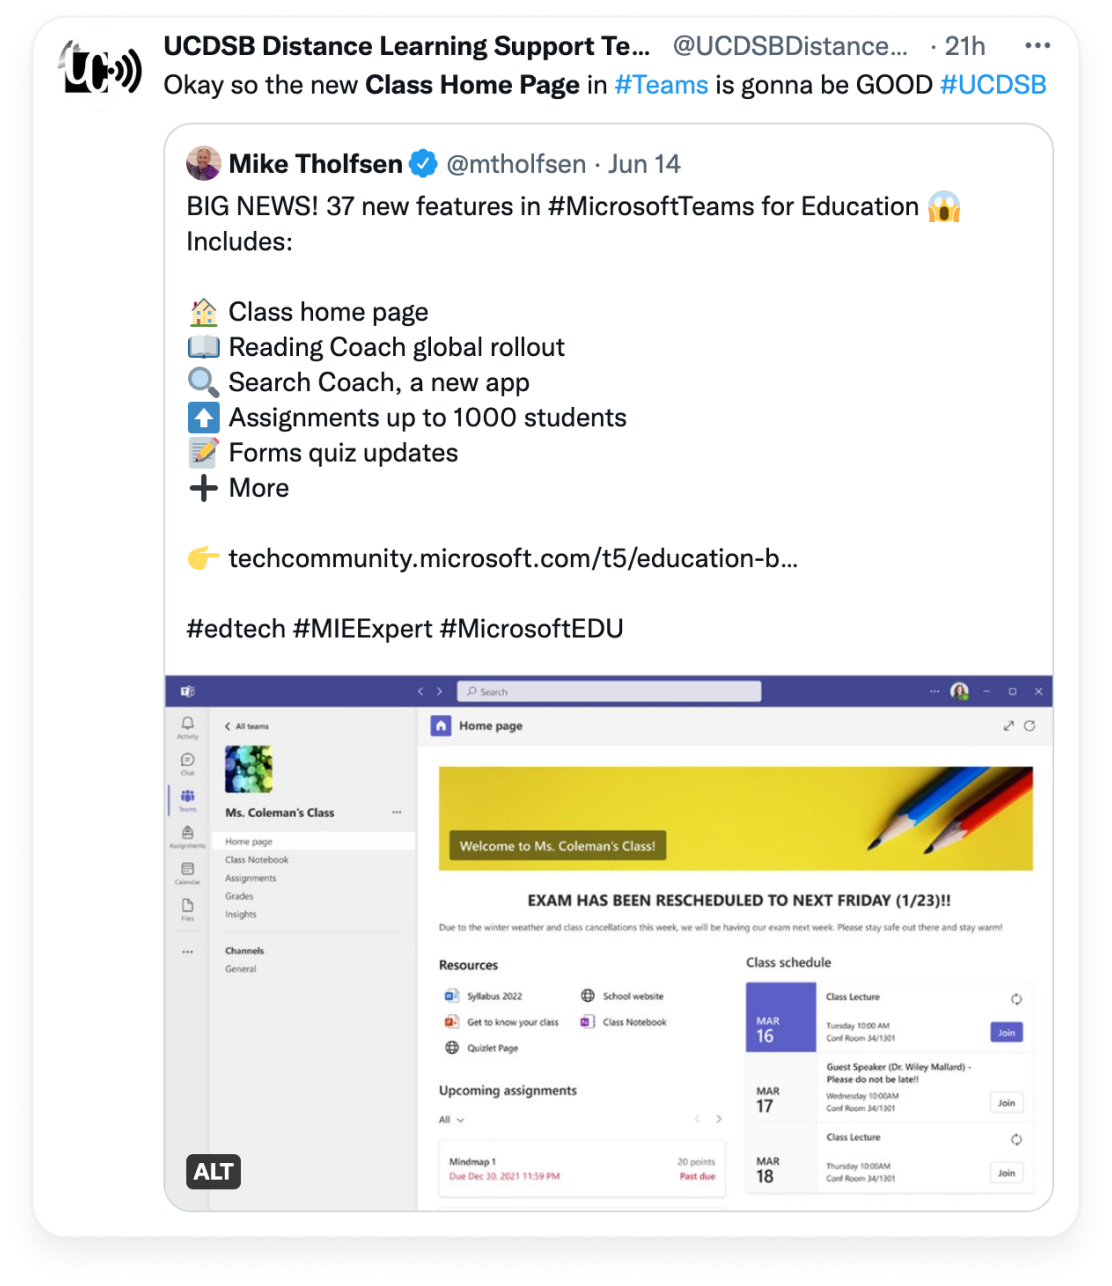 UCDSB Distance Learning Support Te... @UCDSBDistance... · 21h
Okay so the new Class Home Page in #Teams is gonna be GOOD #UCDSB
Mike Tholfsen @mtholfsen · Jun 14
BIG NEWS! 37 new features in #MicrosoftTeams for Education 😱
Includes:
🏡 Class home page
📖 Reading Coach global rollout
🔍 Search Coach, a new app
⬆️ Assignments up to 1000 students
📝 Forms quiz updates
➕ More
👉 techcommunity.microsoft.com/t5/education-b...
#edtech #MIEExpert #MicrosoftEDU
Search
Activity
Chat
Teams
Assignments
Calendar
Files
All teams
Ms. Coleman's Class
Home page
Class Notebook
Assignments
Grades
Insights
Channels
General
Home page
Welcome to Ms. Coleman's Class!
EXAM HAS BEEN RESCHEDULED TO NEXT FRIDAY (1/23)!!
Due to the winter weather and class cancellations this week, we will be having our exam next week. Please stay safe out there and stay warm!
Resources
Syllabus 2022
School website
Get to know your class
Class Notebook
Quizlet Page
Upcoming assignments
All
Mindmap 1
20 points
Due Dec 30, 2021 11:59 PM
Past due
Class schedule
MAR
16
Class Lecture
Tuesday 10:00 AM
Conf Room 34/1301
Join
MAR
17
Guest Speaker (Dr. Wiley Mallard) -
Please do not be late!!
Wednesday 10:00AM
Conf Room 34/1301
Join
MAR
18
Class Lecture
Thursday 10:00AM
Conf Room 34/1301
Join
ALT